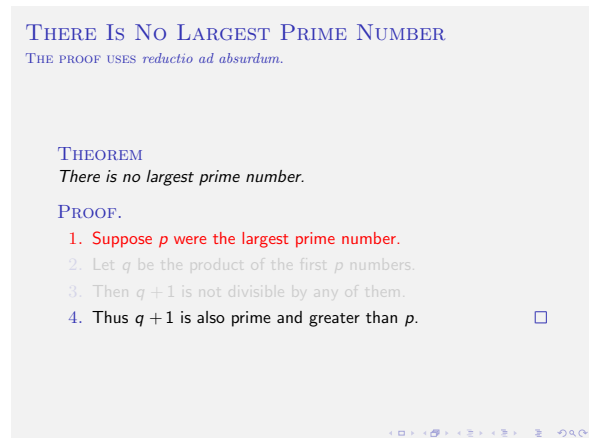 There Is No Largest Prime Number
The proof uses reductio ad absurdum.
Theorem
There is no largest prime number.
Proof.
1. Suppose p were the largest prime number.
2. Let q be the product of the first p numbers.
3. Then q + 1 is not divisible by any of them.
4. Thus q + 1 is also prime and greater than p. □